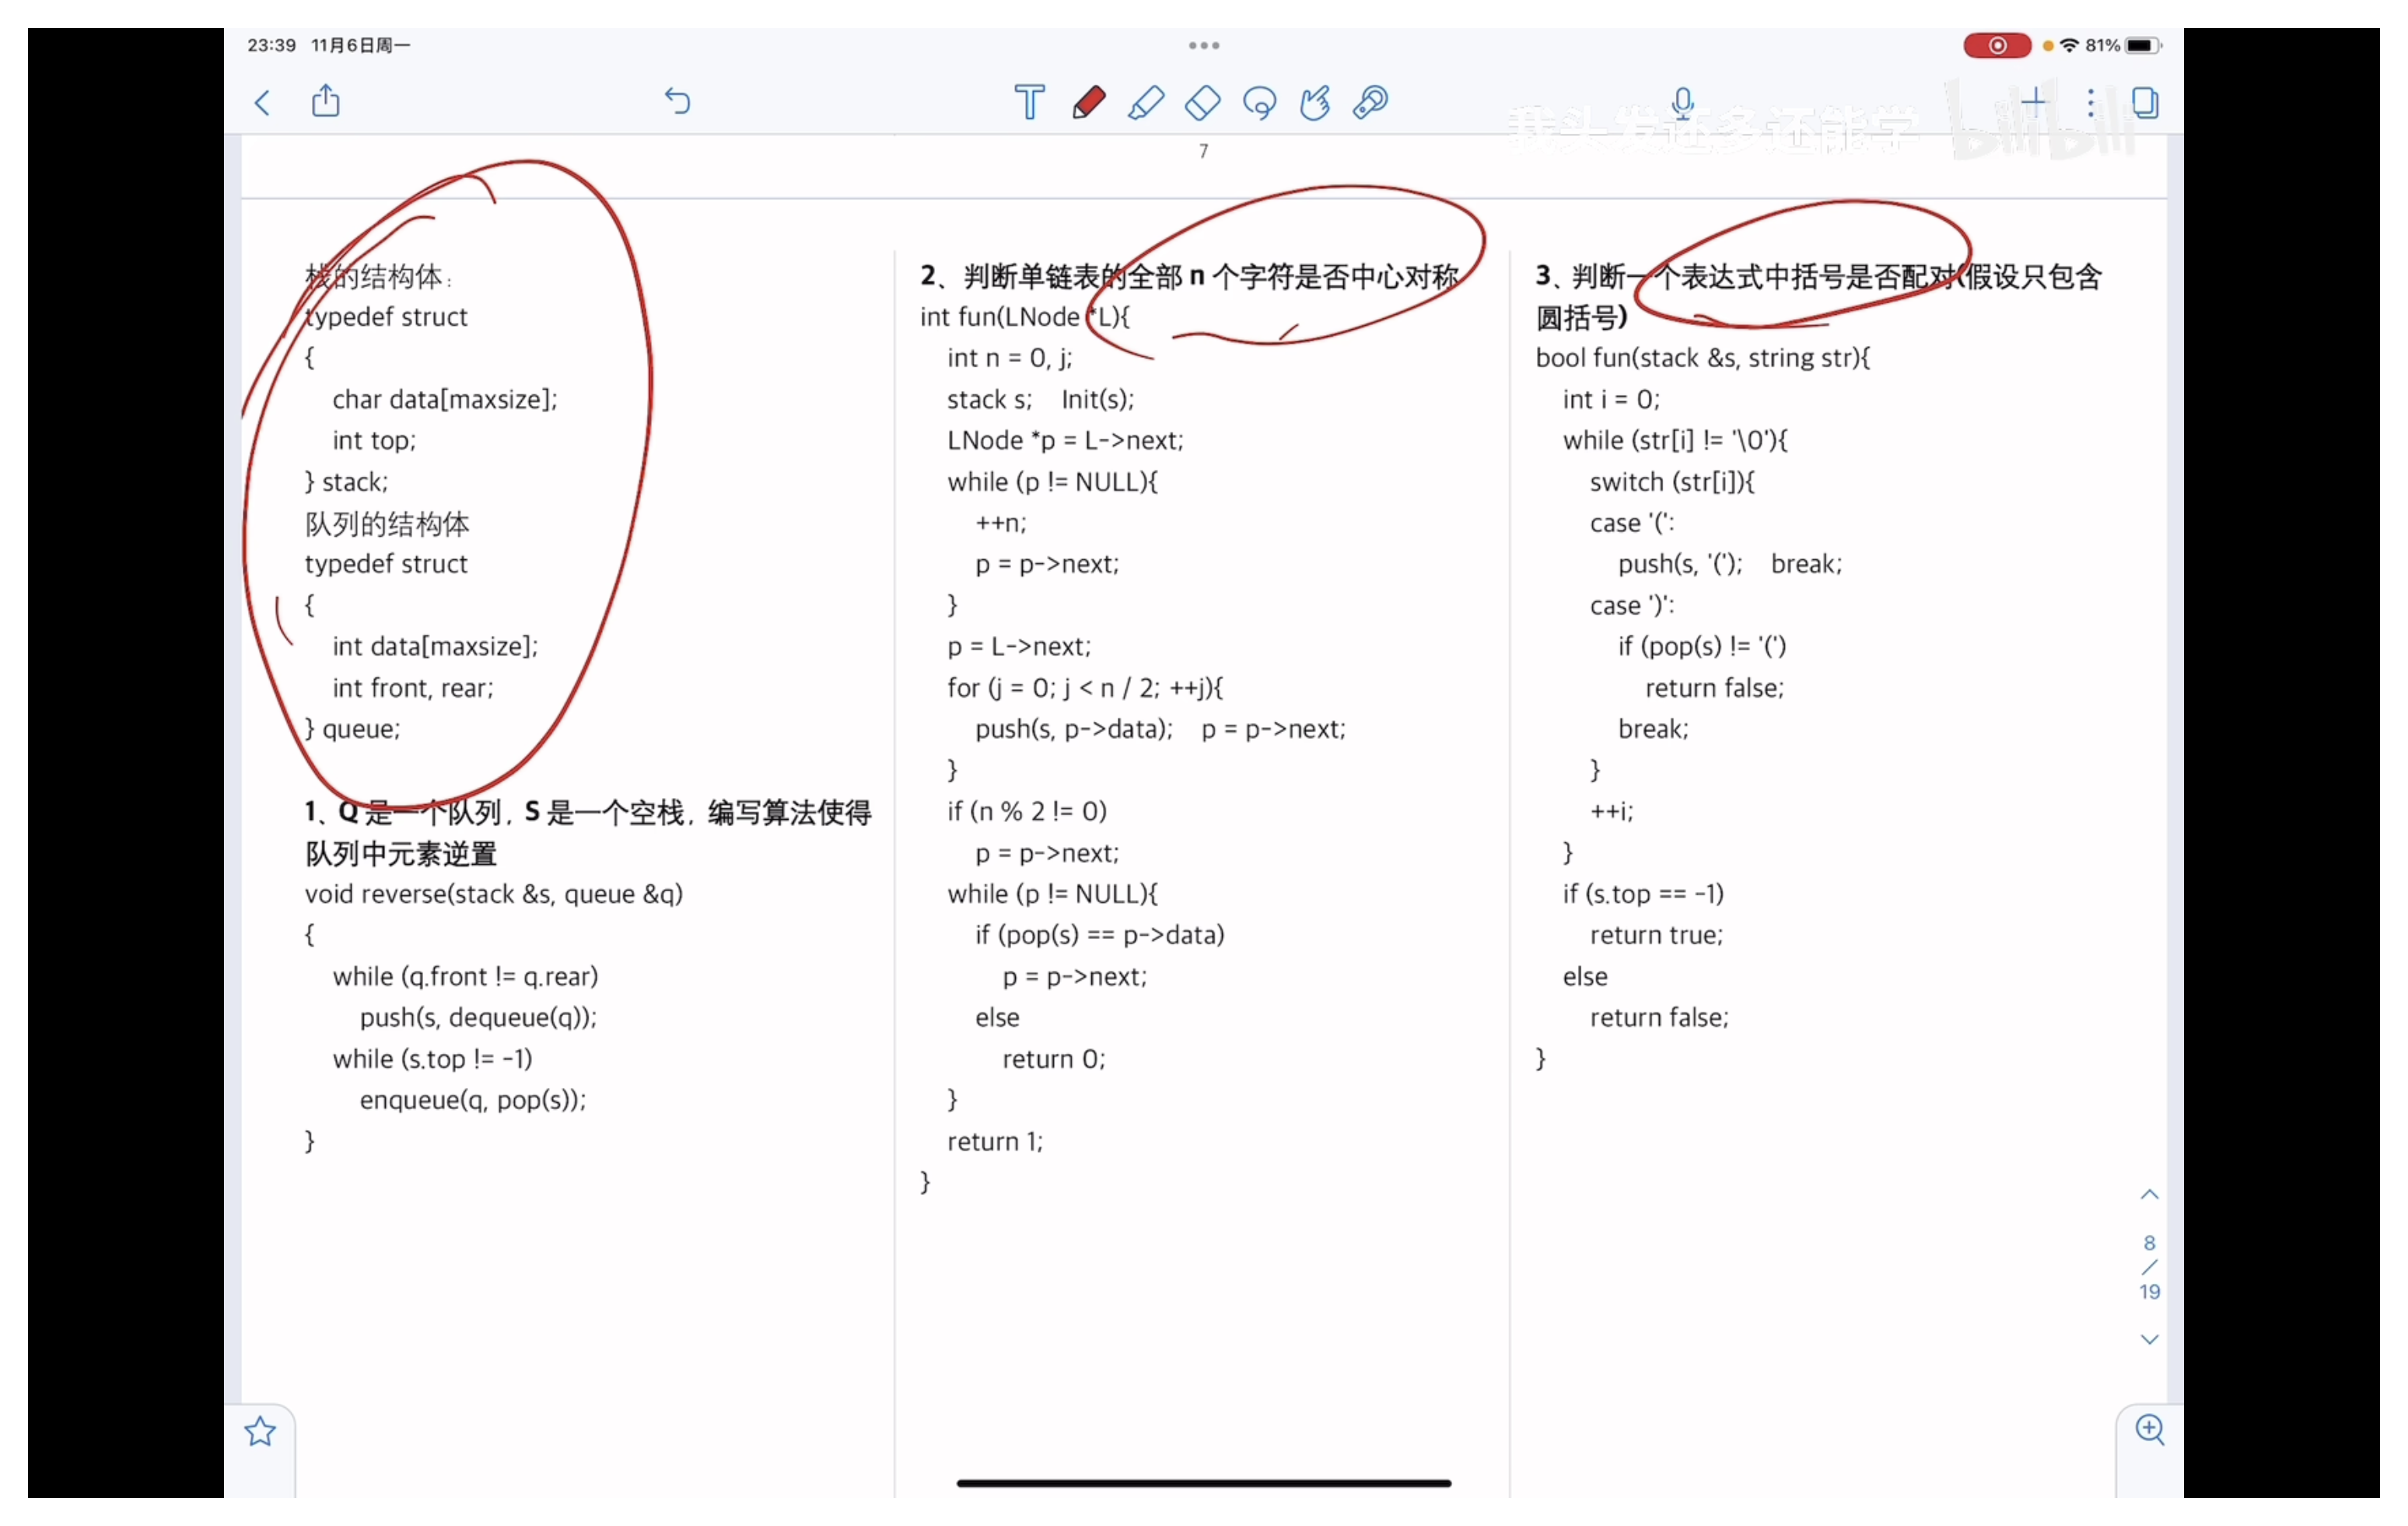 23:39 11月6日周一
81%
我头发还多还能学 bilibili
7
栈的结构体：
typedef struct
{
char data[maxsize];
int top;
} stack;
队列的结构体
typedef struct
{
int data[maxsize];
int front, rear;
} queue;
1、Q 是一个队列，S 是一个空栈，编写算法使得
队列中元素逆置
void reverse(stack &s, queue &q)
{
while (q.front != q.rear)
push(s, dequeue(q));
while (s.top != -1)
enqueue(q, pop(s));
}
2、判断单链表的全部 n 个字符是否中心对称
int fun(LNode *L){
int n = 0, j;
stack s; Init(s);
LNode *p = L->next;
while (p != NULL){
++n;
p = p->next;
}
p = L->next;
for (j = 0; j < n / 2; ++j){
push(s, p->data); p = p->next;
}
if (n % 2 != 0)
p = p->next;
while (p != NULL){
if (pop(s) == p->data)
p = p->next;
else
return 0;
}
return 1;
}
3、判断一个表达式中括号是否配对(假设只包含
圆括号)
bool fun(stack &s, string str){
int i = 0;
while (str[i] != '\0'){
switch (str[i]){
case '(':
push(s, '('); break;
case ')':
if (pop(s) != '(')
return false;
break;
}
++i;
}
if (s.top == -1)
return true;
else
return false;
}
8
/
19